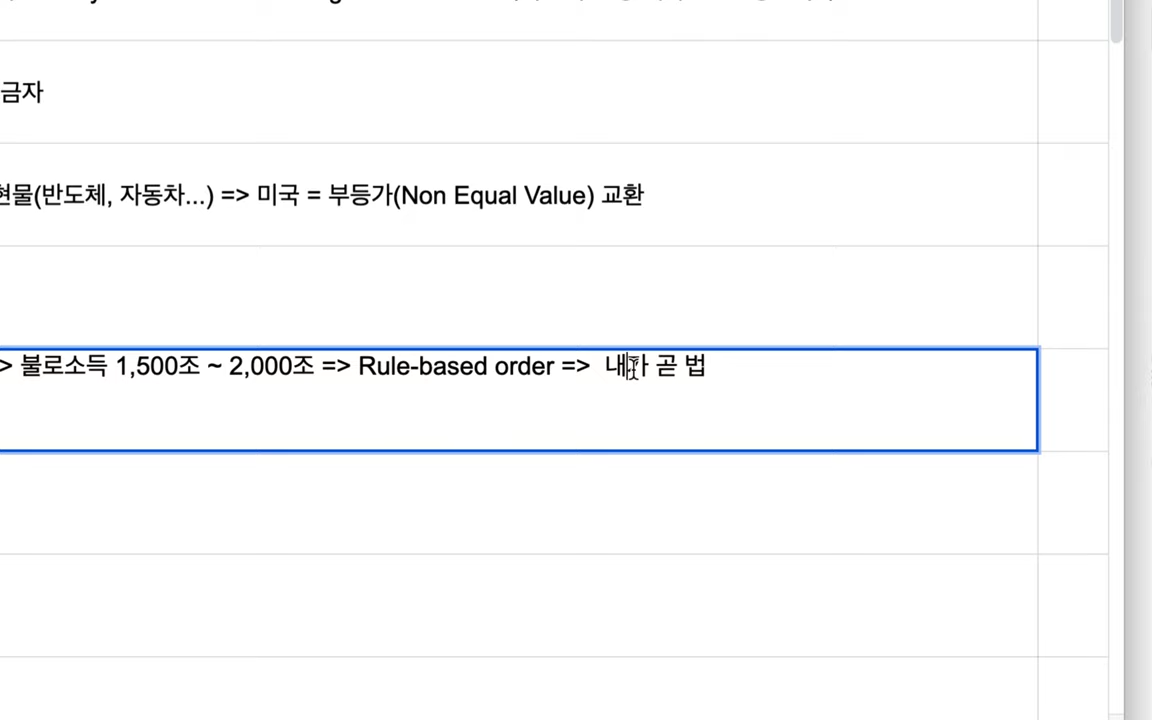 금자
현물(반도체, 자동차...) => 미국 = 부등가(Non Equal Value) 교환
> 불로소득 1,500조 ~ 2,000조 => Rule-based order => 내가 곧 법